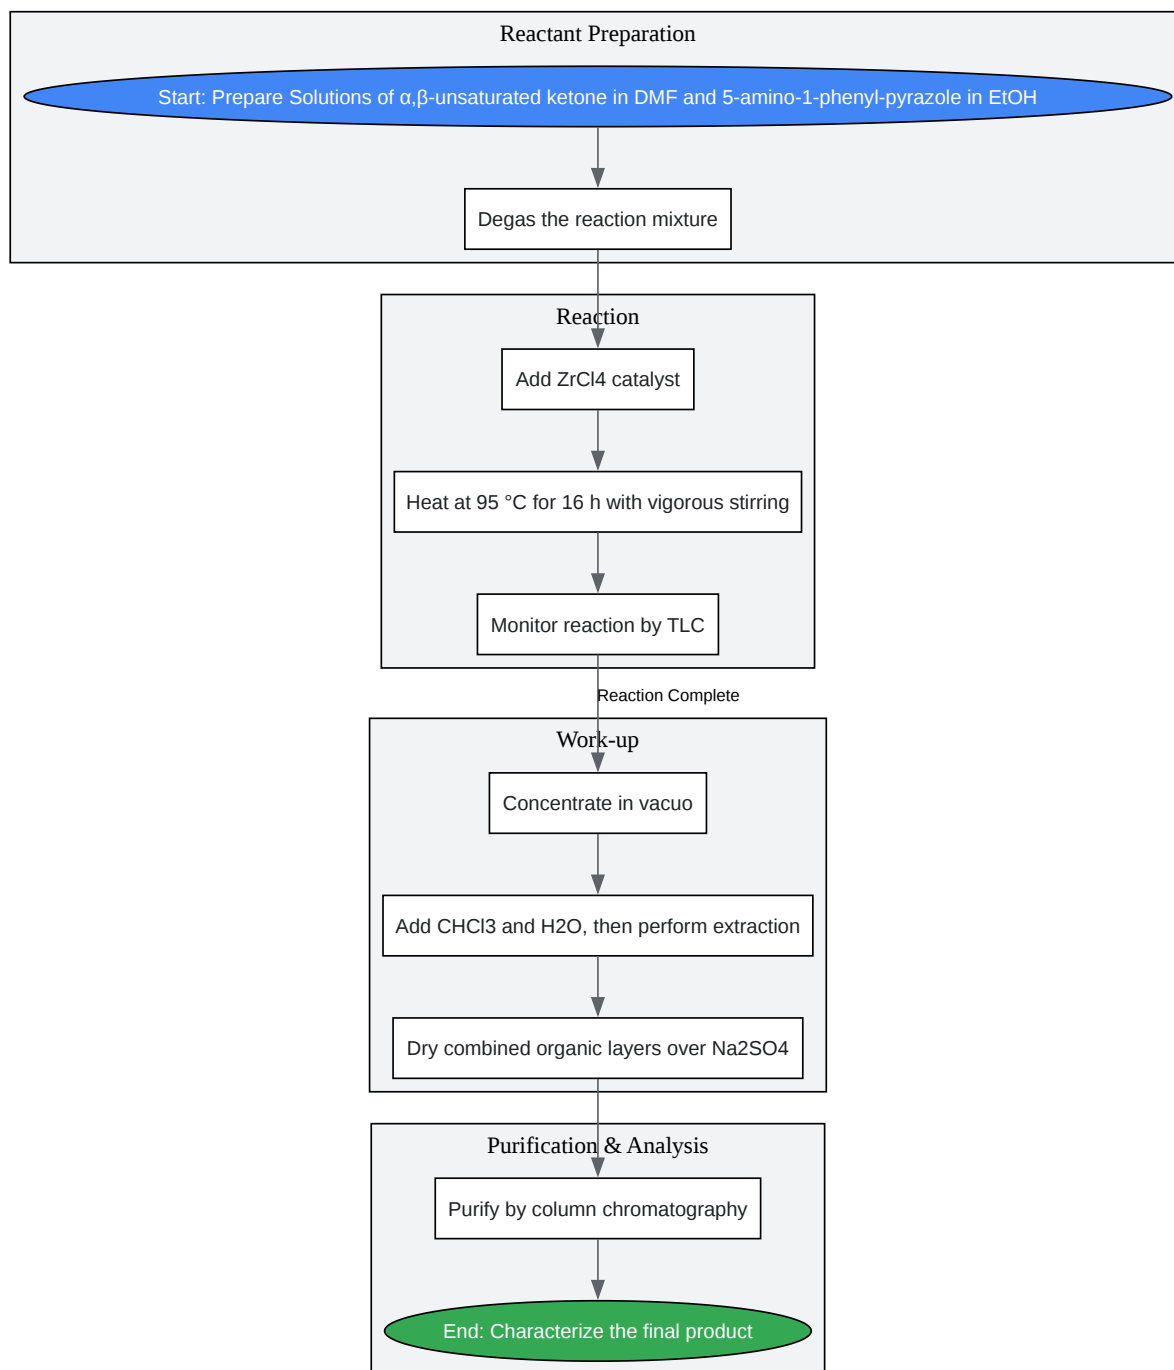 Reactant Preparation
Start: Prepare Solutions of α,β-unsaturated ketone in DMF and 5-amino-1-phenyl-pyrazole in EtOH
Degas the reaction mixture
Reaction
Add ZrCl4 catalyst
Heat at 95 °C for 16 h with vigorous stirring
Monitor reaction by TLC
Reaction Complete
Work-up
Concentrate in vacuo
Add CHCl3 and H2O, then perform extraction
Dry combined organic layers over Na2SO4
Purification & Analysis
Purify by column chromatography
End: Characterize the final product